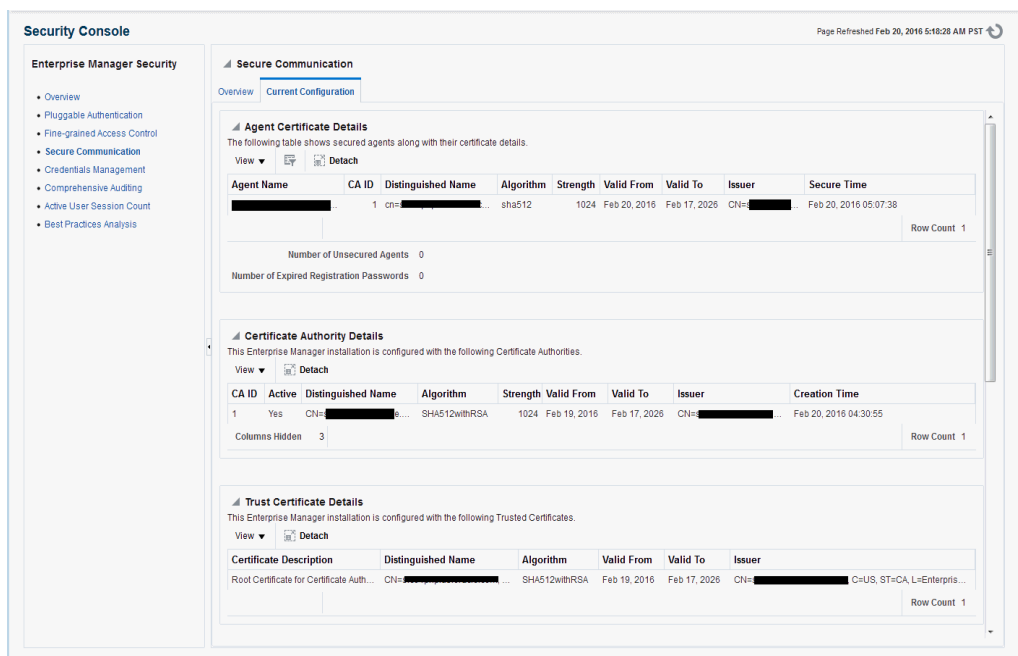 Security Console
Page Refreshed Feb 20, 2016 5:18:28 AM PST
Enterprise Manager Security
Overview
Pluggable Authentication
Fine-grained Access Control
Secure Communication
Credentials Management
Comprehensive Auditing
Active User Session Count
Best Practices Analysis
Secure Communication
Overview Current Configuration
Agent Certificate Details
The following table shows secured agents along with their certificate details.
View Detach
Agent Name CA ID Distinguished Name Algorithm Strength Valid From Valid To Issuer Secure Time
... 1 cn=s ... sha512 1024 Feb 20, 2016 Feb 17, 2026 CN=s ... Feb 20, 2016 05:07:38
Row Count 1
Number of Unsecured Agents 0
Number of Expired Registration Passwords 0
Certificate Authority Details
This Enterprise Manager installation is configured with the following Certificate Authorities.
View Detach
CA ID Active Distinguished Name Algorithm Strength Valid From Valid To Issuer Creation Time
1 Yes CN=s e.... SHA512withRSA 1024 Feb 19, 2016 Feb 17, 2026 CN=s ... Feb 20, 2016 04:30:55
Columns Hidden 3 Row Count 1
Trust Certificate Details
This Enterprise Manager installation is configured with the following Trusted Certificates.
View Detach
Certificate Description Distinguished Name Algorithm Valid From Valid To Issuer
Root Certificate for Certificate Auth... CN= , ... SHA512withRSA Feb 19, 2016 Feb 17, 2026 CN= , C=US, ST=CA, L=Enterpris...
Row Count 1